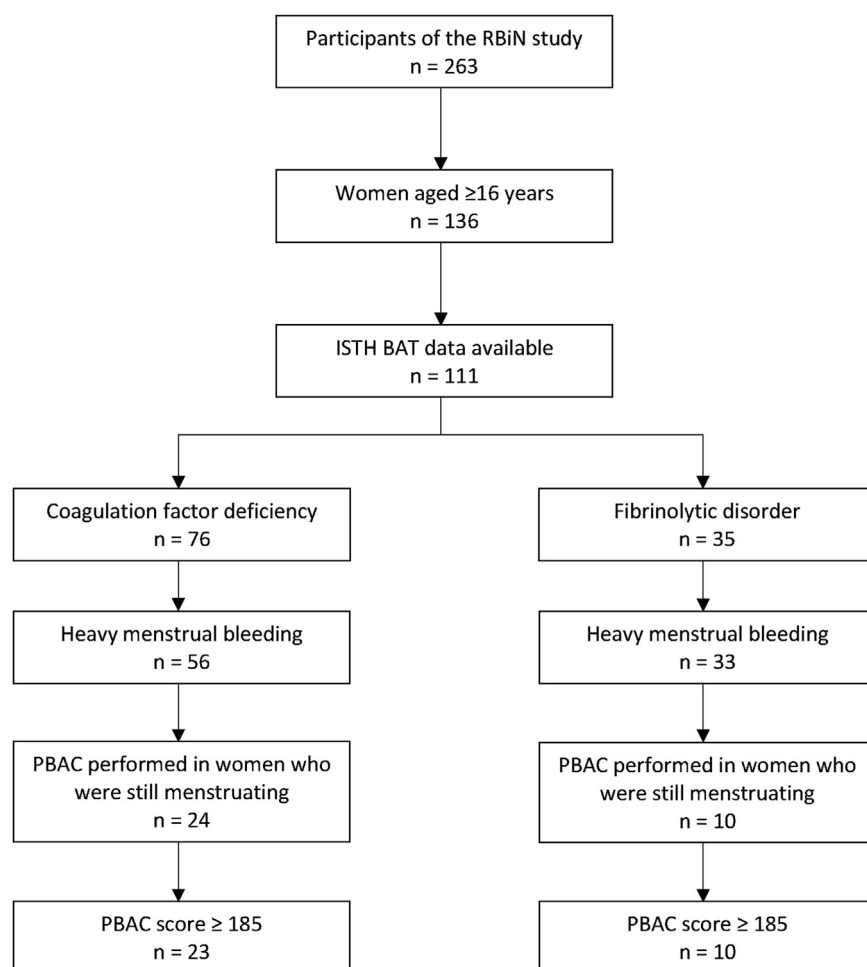 Participants of the RBiN study
n = 263
Women aged ≥16 years
n = 136
ISTH BAT data available
n = 111
Coagulation factor deficiency
n = 76
Fibrinolytic disorder
n = 35
Heavy menstrual bleeding
n = 56
Heavy menstrual bleeding
n = 33
PBAC performed in women who
were still menstruating
n = 24
PBAC performed in women who
were still menstruating
n = 10
PBAC score ≥ 185
n = 23
PBAC score ≥ 185
n = 10